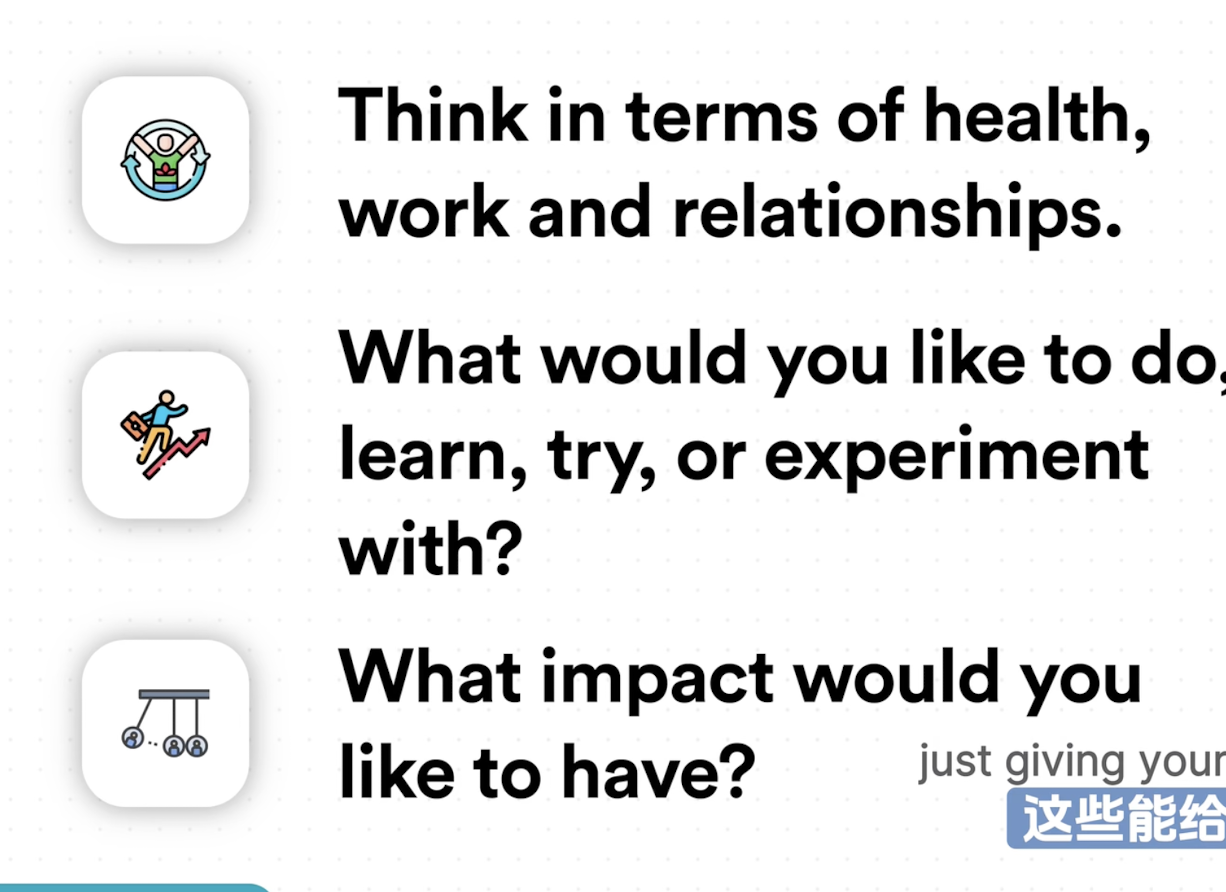 Think in terms of health,
work and relationships.
What would you like to do,
learn, try, or experiment
with?
What impact would you
like to have?
just giving your
这些能给